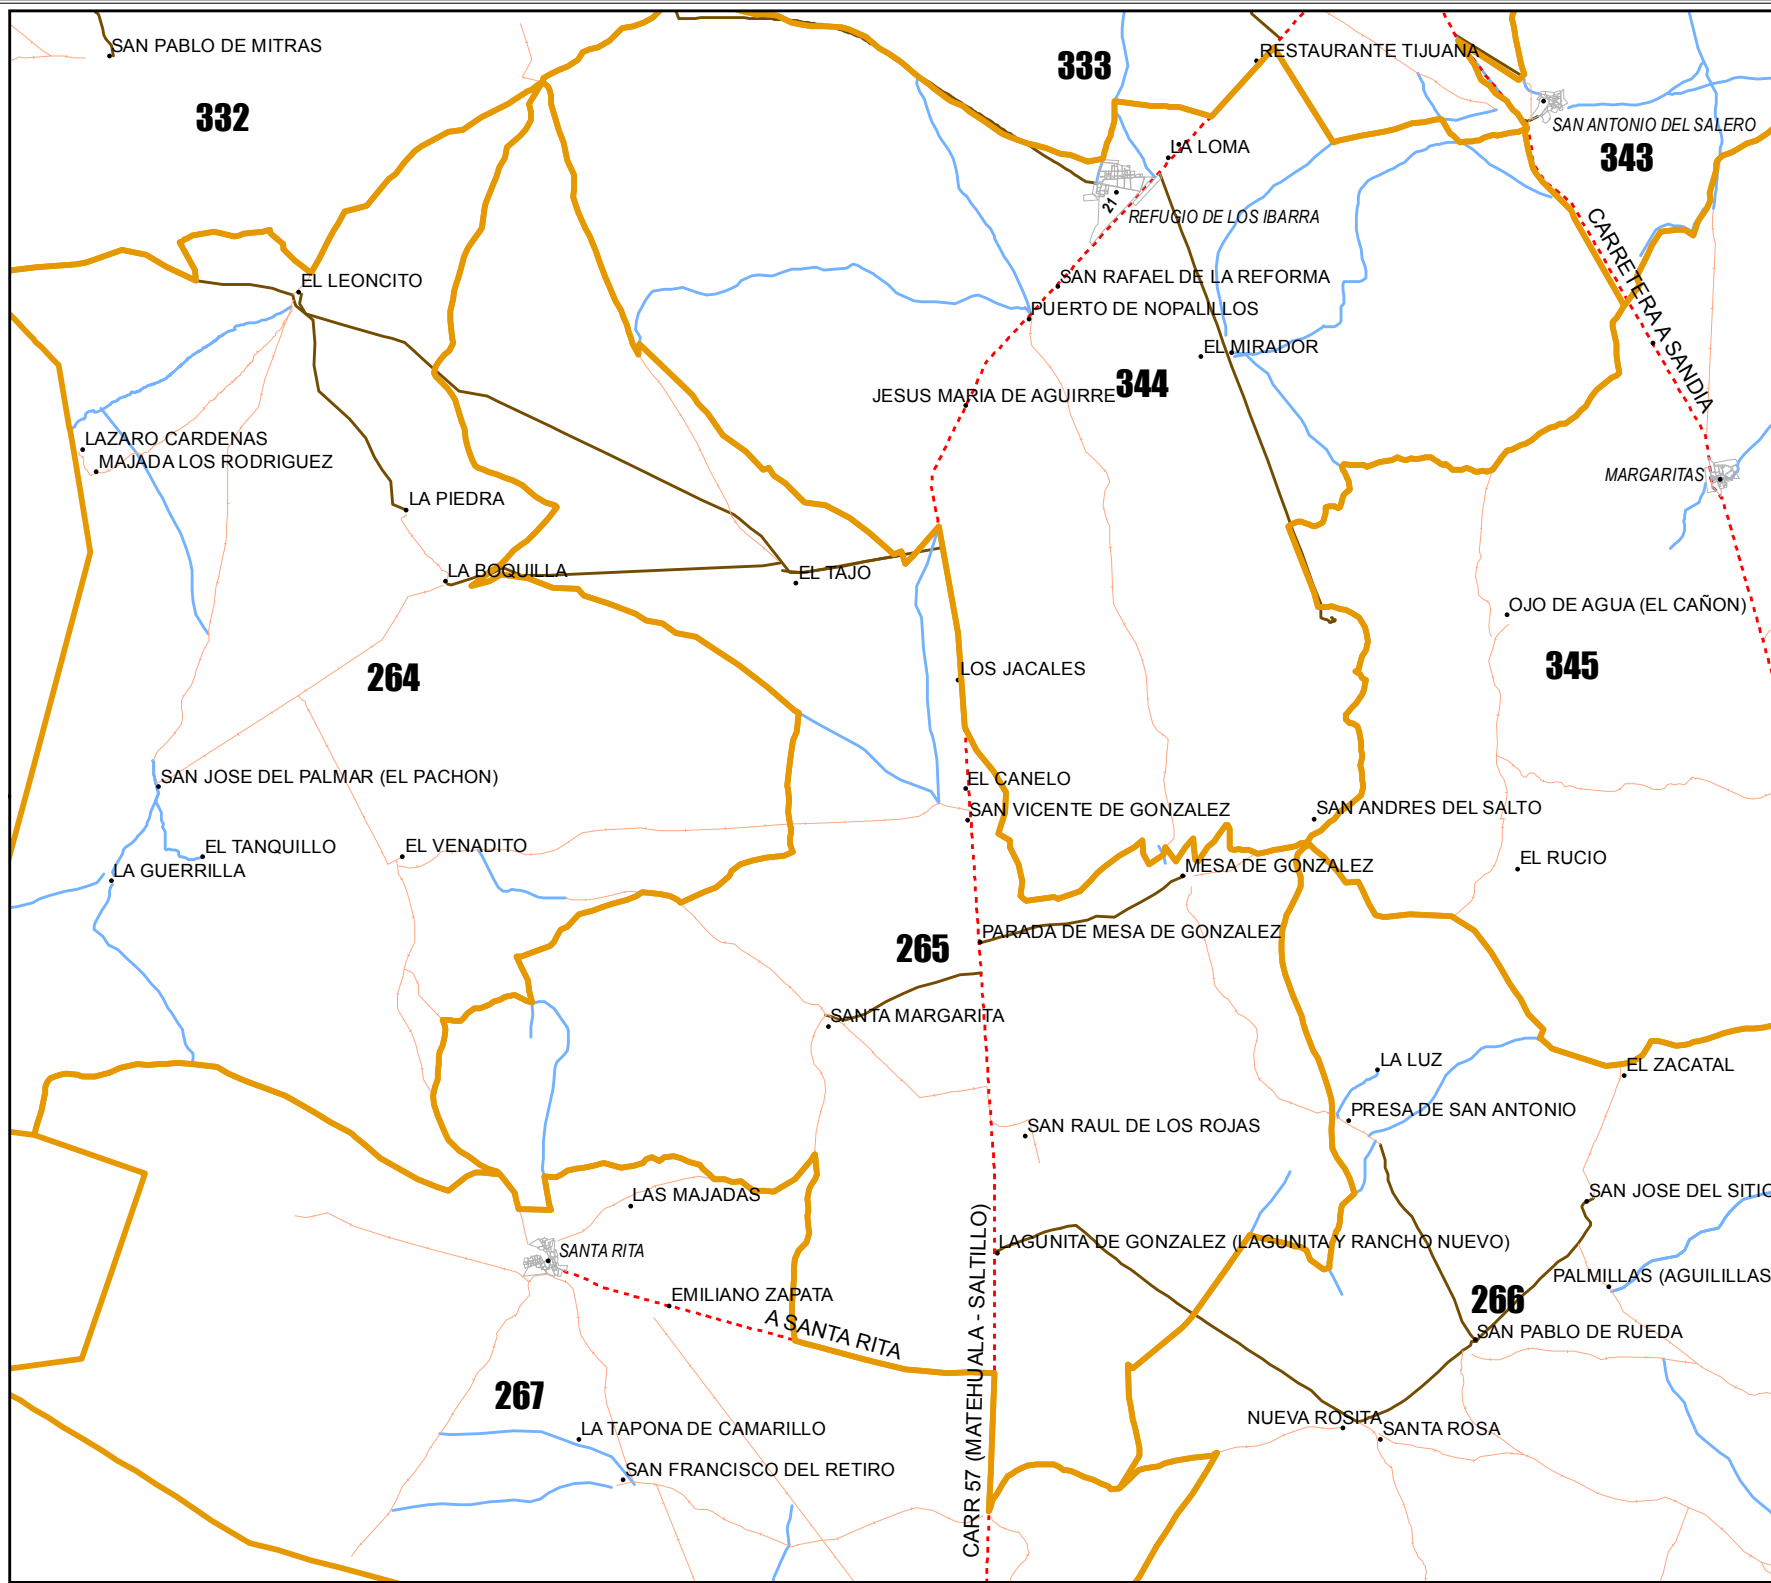 SAN PABLO DE MITRAS
332
333
RESTAURANTE TIJUANA
SAN ANTONIO DEL SALERO
343
LA LOMA
21
REFUGIO DE LOS IBARRA
CARRETERA A SANDIA
EL LEONCITO
SAN RAFAEL DE LA REFORMA
PUERTO DE NOPALILLOS
EL MIRADOR
344
JESUS MARIA DE AGUIRRE
LAZARO CARDENAS
MAJADA LOS RODRIGUEZ
LA PIEDRA
MARGARITAS
LA BOQUILLA
EL TAJO
OJO DE AGUA (EL CAÑON)
264
LOS JACALES
345
SAN JOSE DEL PALMAR (EL PACHON)
EL CANELO
SAN VICENTE DE GONZALEZ
SAN ANDRES DEL SALTO
EL TANQUILLO
EL VENADITO
LA GUERRILLA
MESA DE GONZALEZ
EL RUCIO
265
PARADA DE MESA DE GONZALEZ
SANTA MARGARITA
LA LUZ
EL ZACATAL
PRESA DE SAN ANTONIO
SAN RAUL DE LOS ROJAS
LAS MAJADAS
SAN JOSE DEL SITIO
SANTA RITA
LAGUNITA DE GONZALEZ (LAGUNITA Y RANCHO NUEVO)
PALMILLAS (AGUILILLAS
EMILIANO ZAPATA
266
A SANTA RITA
SAN PABLO DE RUEDA
CARR 57 (MATEHUALA - SALTILLO)
267
NUEVA ROSITA
SANTA ROSA
LA TAPONA DE CAMARILLO
SAN FRANCISCO DEL RETIRO